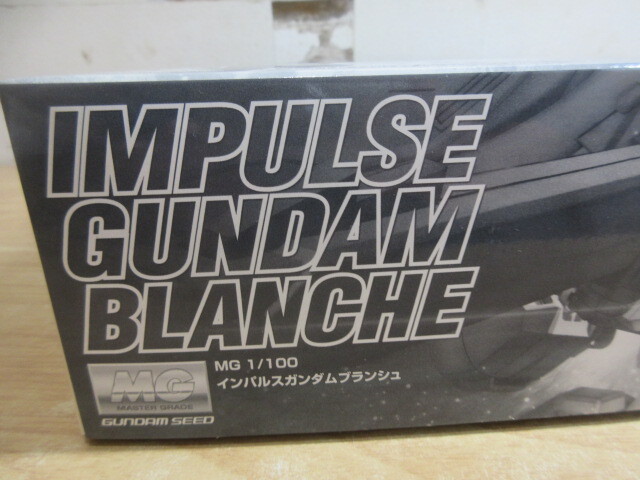 IMPULSE
GUNDAM
BLANCHE
MG 1/100
インパルスガンダムブランシュ
MG
MASTER GRADE
GUNDAM SEED